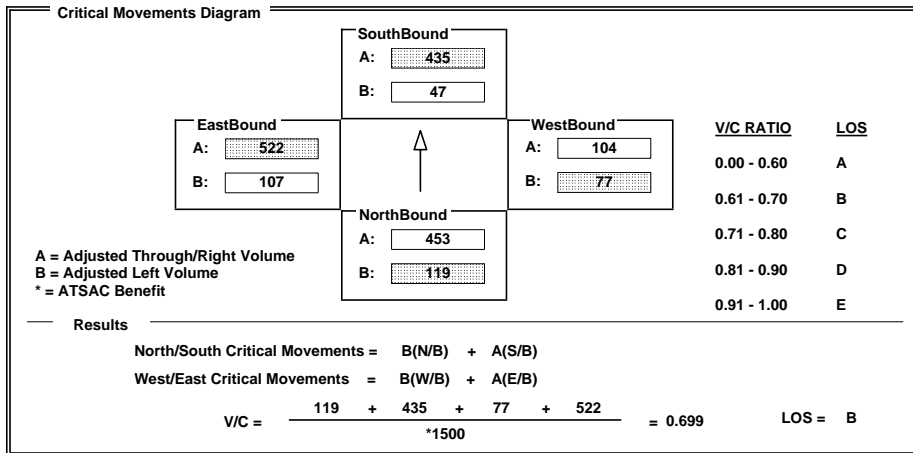 Critical Movements Diagram
SouthBound
A: 435
B: 47
EastBound
A: 522
B: 107
WestBound
A: 104
B: 77
NorthBound
A: 453
B: 119
V/C RATIO LOS
0.00 - 0.60 A
0.61 - 0.70 B
0.71 - 0.80 C
0.81 - 0.90 D
0.91 - 1.00 E
A = Adjusted Through/Right Volume
B = Adjusted Left Volume
* = ATSAC Benefit
Results
North/South Critical Movements = B(N/B) + A(S/B)
West/East Critical Movements = B(W/B) + A(E/B)
V/C = 119 + 435 + 77 + 522 = 0.699 LOS = B
*1500